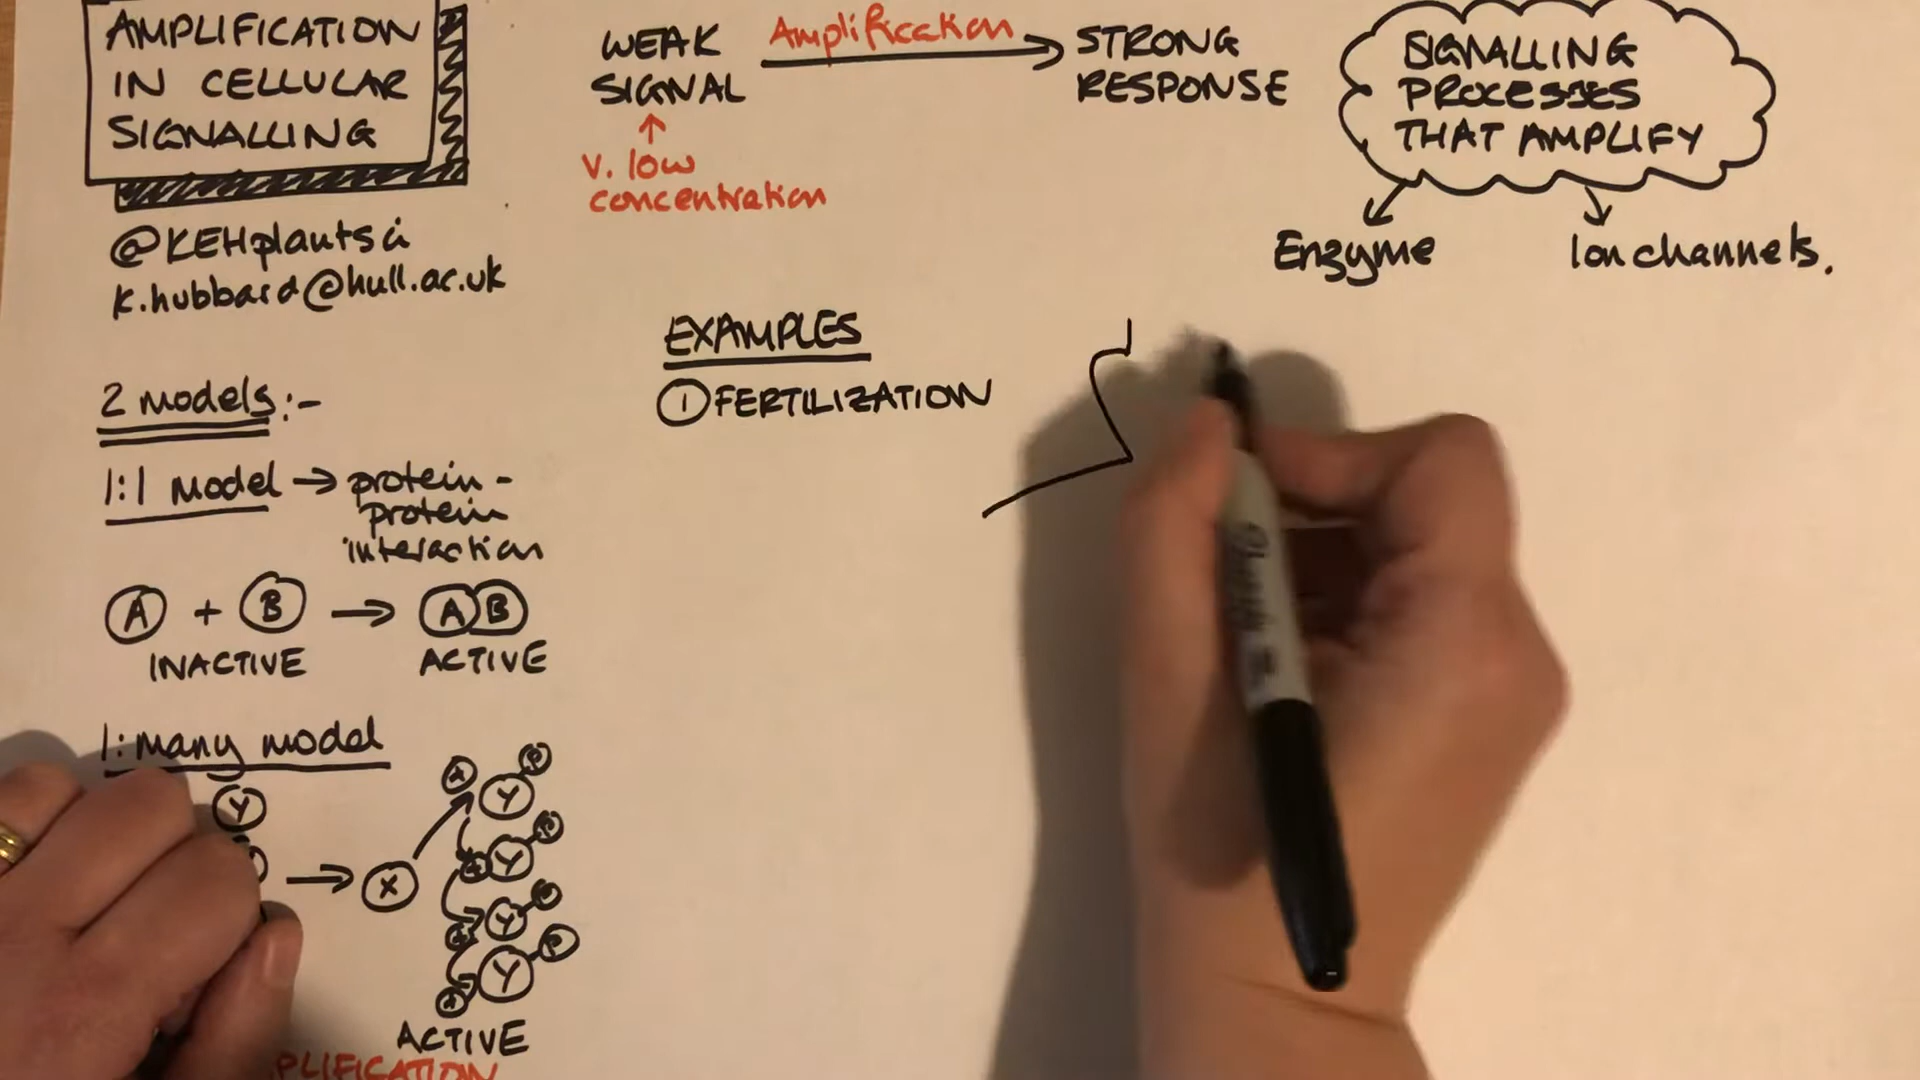 AMPLIFICATION
IN CELLULAR
SIGNALLING
@KEHplantsci
k.hubbard@hull.ac.uk
WEAK
SIGNAL
Amplification
STRONG
RESPONSE
V. low
concentration
SIGNALLING
PROCESSES
THAT AMPLIFY
Enzyme
Ion channels.
2 models:-
1:1 model → protein-
protein
interaction
A + B → AB
INACTIVE ACTIVE
1:many model
Y
→ X
Y P
Y
Y
Y P
ACTIVE
PLIFICATION
EXAMPLES
① FERTILIZATION